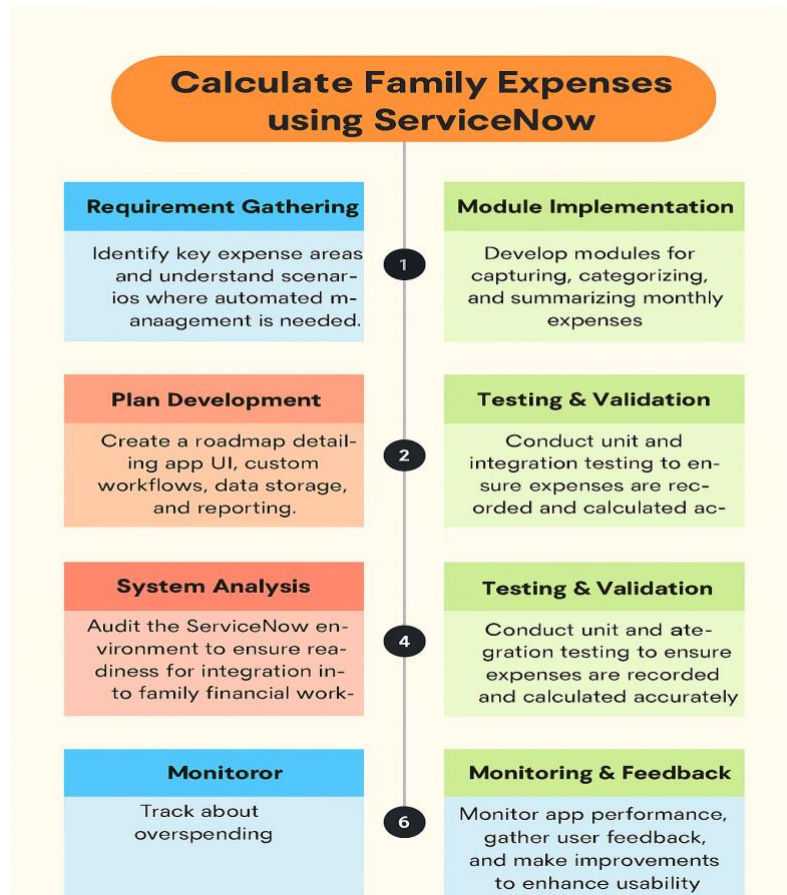 Calculate Family Expenses
using ServiceNow
Requirement Gathering
Identify key expense areas
and understand scenar-
ios where automated m-
anaagement is needed.
1
Module Implementation
Develop modules for
capturing, categorizing,
and summarizing monthly
expenses
Plan Development
Create a roadmap detail-
ing app UI, custom
workflows, data storage,
and reporting.
2
Testing & Validation
Conduct unit and
integration testing to en-
sure expenses are rec-
orded and calculated ac-
System Analysis
Audit the ServiceNow en-
vironment to ensure rea-
diness for integration in-
to family financial work-
4
Testing & Validation
Conduct unit and ate-
gration testing to ensure
expenses are recorded
and calculated accurately
Monitoror
Track about
overspending
6
Monitoring & Feedback
Monitor app performance,
gather user feedback,
and make improvements
to enhance usability